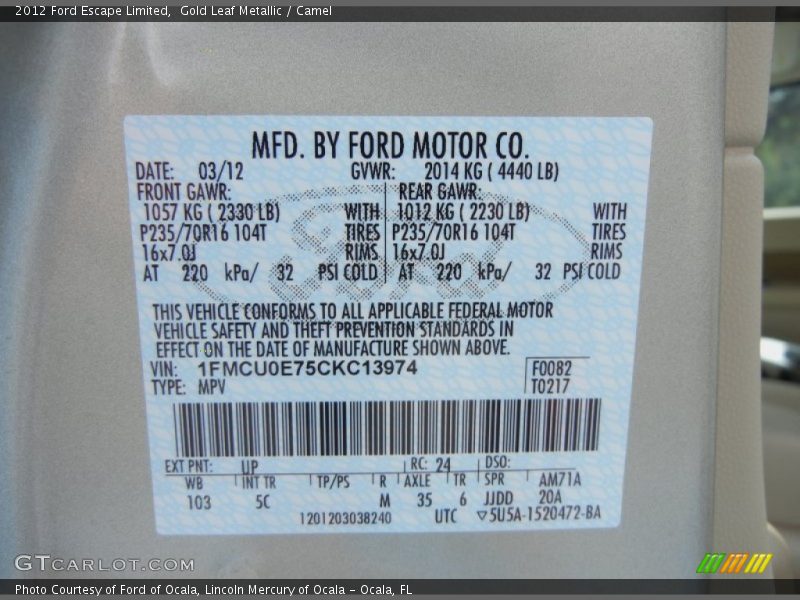 2012 Ford Escape Limited, Gold Leaf Metallic / Camel
MFD. BY FORD MOTOR CO.
DATE: 03/12 GVWR: 2014 KG ( 4440 LB)
FRONT GAWR: REAR GAWR:
1057 KG ( 2330 LB) WITH 1012 KG ( 2230 LB) WITH
P235/70R16 104T TIRES P235/70R16 104T TIRES
16x7.0J RIMS 16x7.0J RIMS
AT 220 kPa/ 32 PSI COLD AT 220 kPa/ 32 PSI COLD
THIS VEHICLE CONFORMS TO ALL APPLICABLE FEDERAL MOTOR
VEHICLE SAFETY AND THEFT PREVENTION STANDARDS IN
EFFECT ON THE DATE OF MANUFACTURE SHOWN ABOVE.
VIN: 1FMCU0E75CKC13974 F0082
TYPE: MPV T0217
EXT PNT: UP RC: 24 DSO:
WB INT TR TP/PS R AXLE TR SPR AM71A
103 5C M 35 6 JJDD 20A
1201203038240 UTC ▽5U5A-1520472-BA
GTCARLOT.COM
Photo Courtesy of Ford of Ocala, Lincoln Mercury of Ocala - Ocala, FL